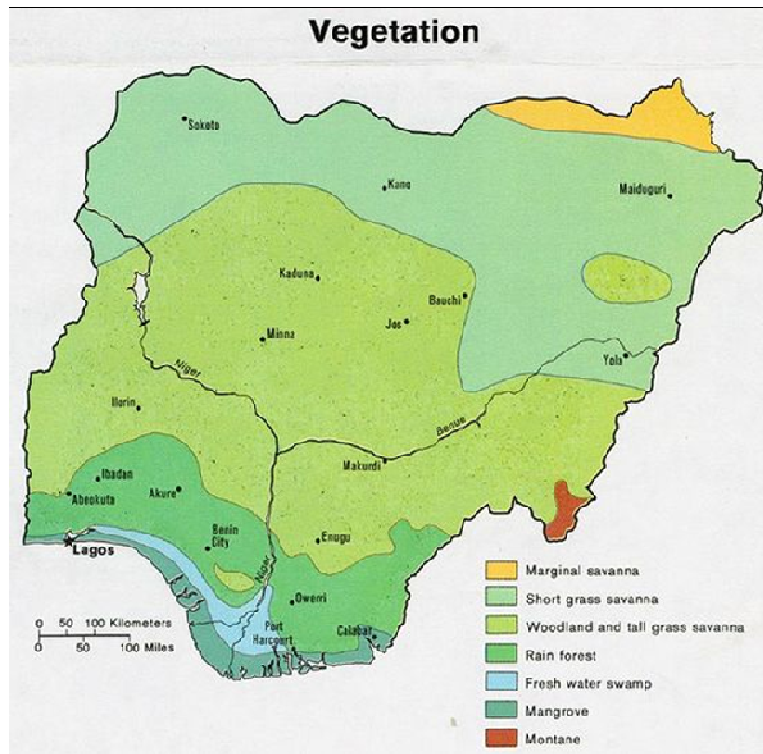 Vegetation
Sokoto
Kano
Maiduguri
Kaduna
Bauchi
Jos
Minna
Yola
Niger
Ilorin
Benue
Makurdi
Ibadan
Abeokuta
Akure
Benin
City
Enugu
Lagos
Niger
Owerri
Port
Harcourt
Calabar
0 50 100 Kilometers
0 50 100 Miles
Marginal savanna
Short grass savanna
Woodland and tall grass savanna
Rain forest
Fresh water swamp
Mangrove
Montane